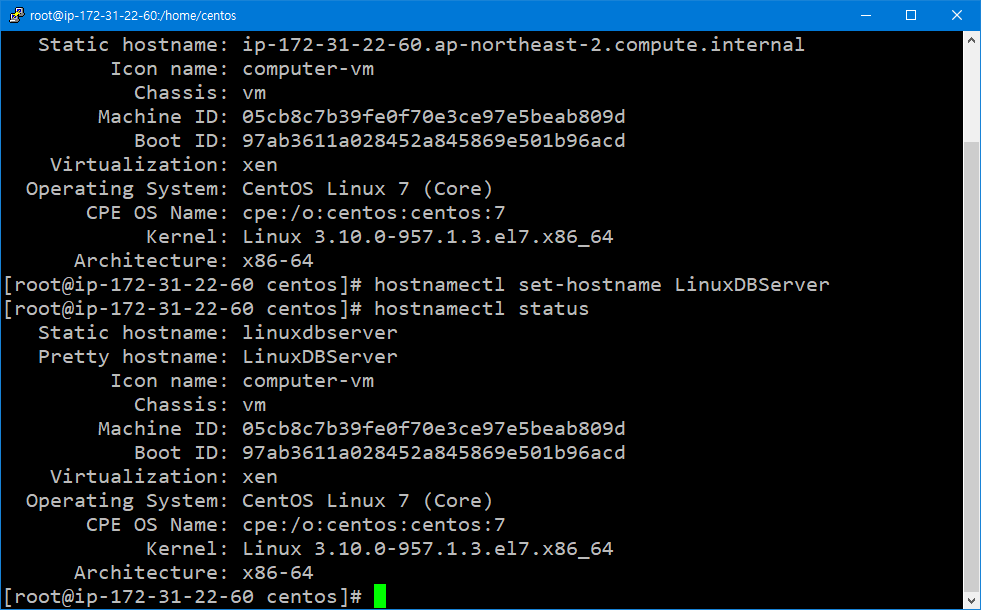 root@ip-172-31-22-60:/home/centos
Static hostname: ip-172-31-22-60.ap-northeast-2.compute.internal
Icon name: computer-vm
Chassis: vm
Machine ID: 05cb8c7b39fe0f70e3ce97e5beab809d
Boot ID: 97ab3611a028452a845869e501b96acd
Virtualization: xen
Operating System: CentOS Linux 7 (Core)
CPE OS Name: cpe:/o:centos:centos:7
Kernel: Linux 3.10.0-957.1.3.el7.x86_64
Architecture: x86-64
[root@ip-172-31-22-60 centos]# hostnamectl set-hostname LinuxDBServer
[root@ip-172-31-22-60 centos]# hostnamectl status
Static hostname: linuxdbserver
Pretty hostname: LinuxDBServer
Icon name: computer-vm
Chassis: vm
Machine ID: 05cb8c7b39fe0f70e3ce97e5beab809d
Boot ID: 97ab3611a028452a845869e501b96acd
Virtualization: xen
Operating System: CentOS Linux 7 (Core)
CPE OS Name: cpe:/o:centos:centos:7
Kernel: Linux 3.10.0-957.1.3.el7.x86_64
Architecture: x86-64
[root@ip-172-31-22-60 centos]#